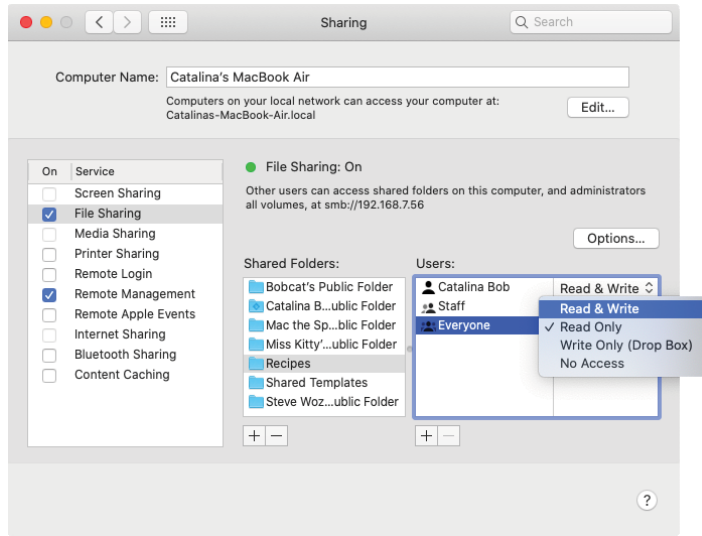 Sharing
Search
Computer Name: Catalina's MacBook Air
Computers on your local network can access your computer at:
Catalinas-MacBook-Air.local
Edit...
On Service
Screen Sharing
File Sharing
Media Sharing
Printer Sharing
Remote Login
Remote Management
Remote Apple Events
Internet Sharing
Bluetooth Sharing
Content Caching
File Sharing: On
Other users can access shared folders on this computer, and administrators
all volumes, at smb://192.168.7.56
Options...
Shared Folders:
Bobcat's Public Folder
Catalina B...ublic Folder
Mac the Sp...blic Folder
Miss Kitty'...ublic Folder
Recipes
Shared Templates
Steve Woz...ublic Folder
Users:
Catalina Bob Read & Write
Staff
Everyone
Read & Write
✓ Read Only
Write Only (Drop Box)
No Access
+ −
+ −
?